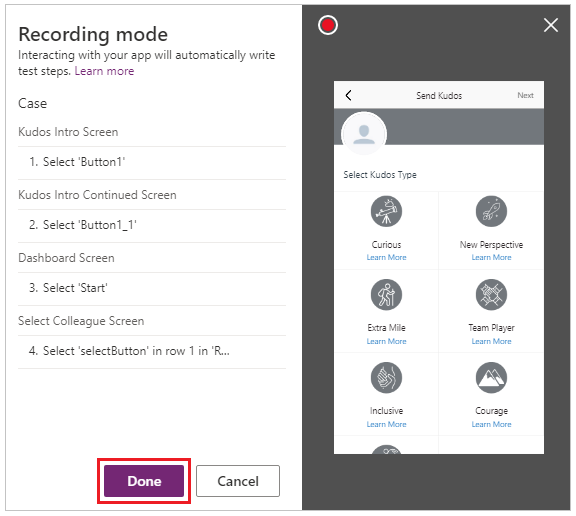 Recording mode
Interacting with your app will automatically write
test steps. Learn more
Case
Kudos Intro Screen
1. Select 'Button1'
Kudos Intro Continued Screen
2. Select 'Button1_1'
Dashboard Screen
3. Select 'Start'
Select Colleague Screen
4. Select 'selectButton' in row 1 in 'R...
Done
Cancel
Send Kudos
Next
Select Kudos Type
Curious
Learn More
New Perspective
Learn More
Extra Mile
Learn More
Team Player
Learn More
Inclusive
Learn More
Courage
Learn More